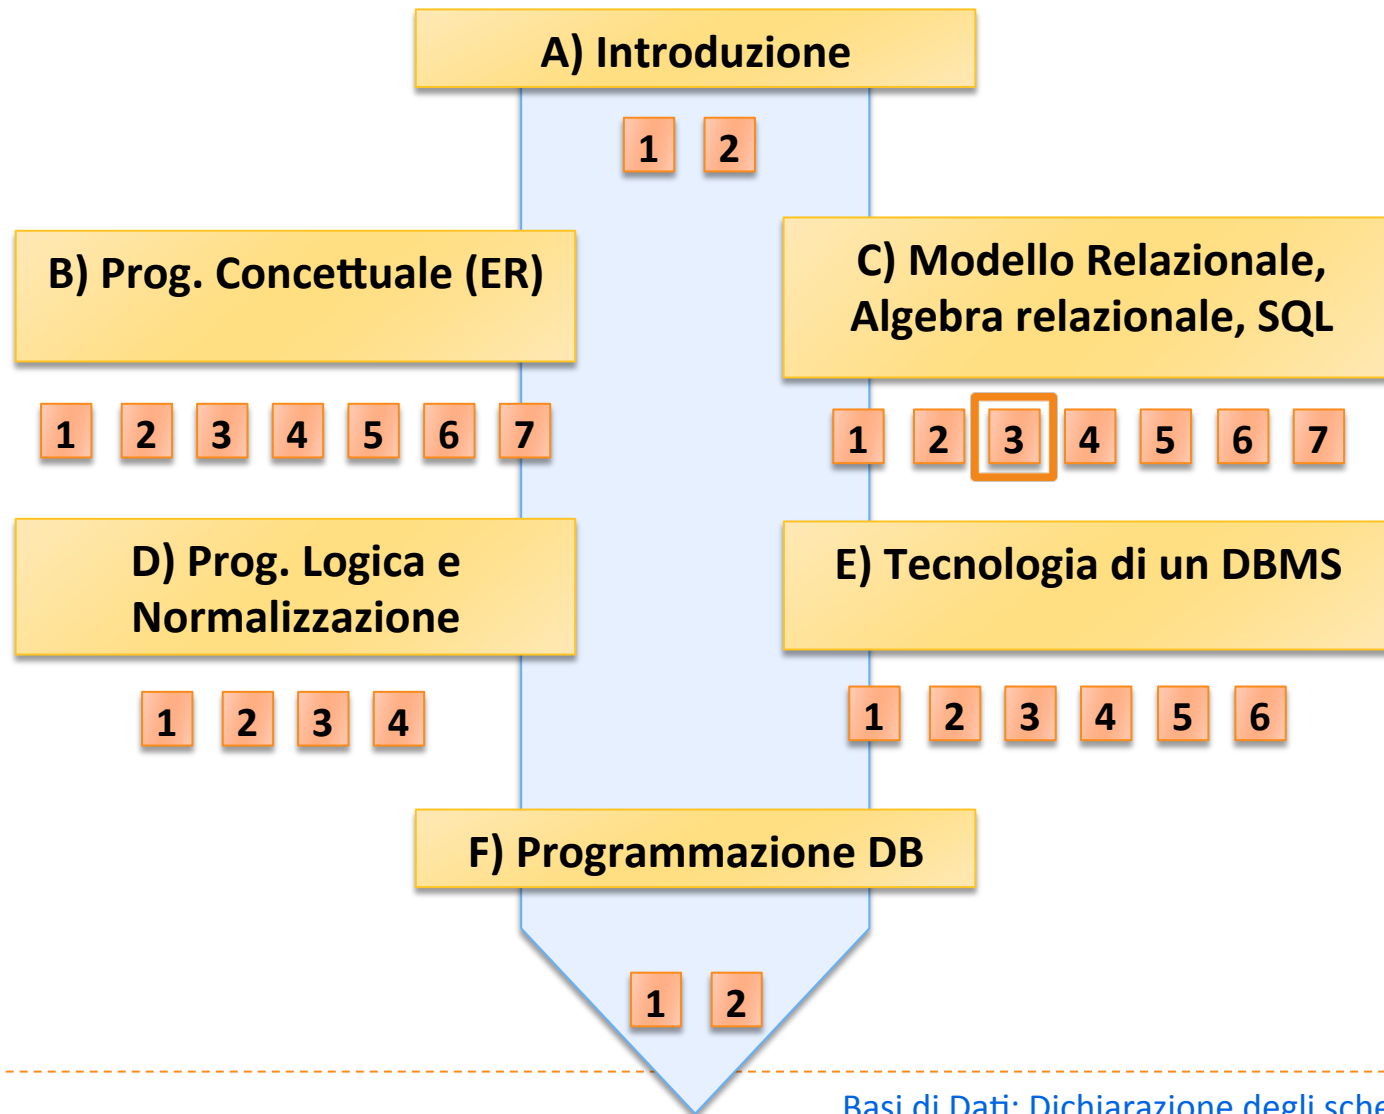 A) Introduzione
1 2
B) Prog. Concettuale (ER)
C) Modello Relazionale,
Algebra relazionale, SQL
1 2 3 4 5 6 7
1 2 3 4 5 6 7
D) Prog. Logica e
Normalizzazione
E) Tecnologia di un DBMS
1 2 3 4
1 2 3 4 5 6
F) Programmazione DB
1 2
Basi di Dati: Dichiarazione degli sche